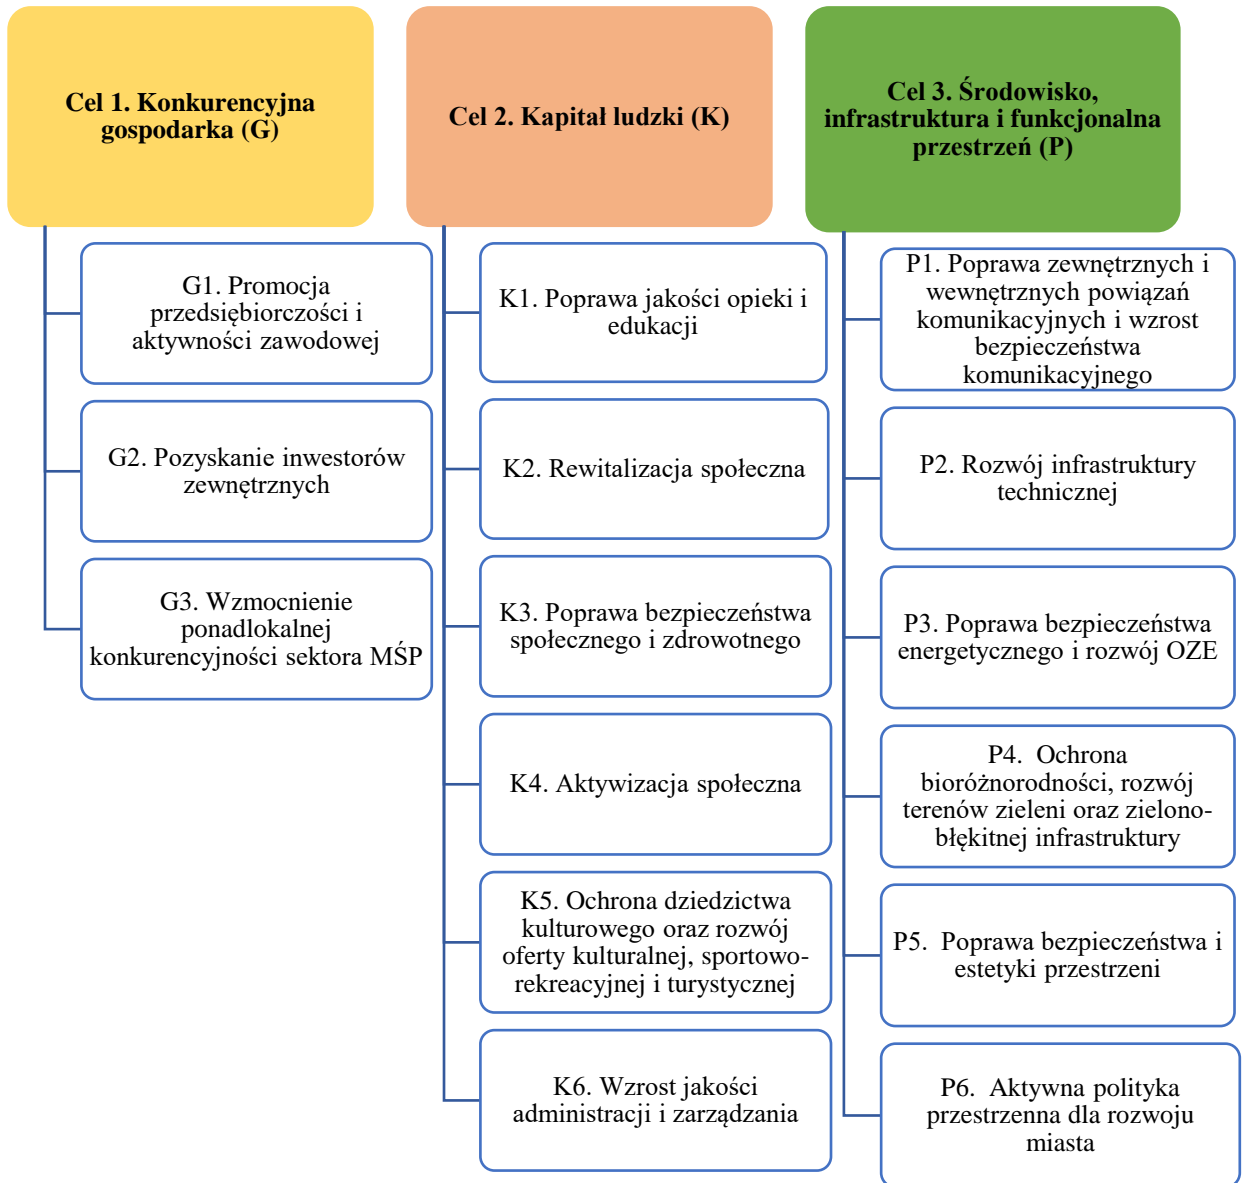 Cel 1. Konkurencyjna
gospodarka (G)
G1. Promocja
przedsiębiorczości i
aktywności zawodowej
G2. Pozyskanie inwestorów
zewnętrznych
G3. Wzmocnienie
ponadlokalnej
konkurencyjności sektora MŚP
Cel 2. Kapitał ludzki (K)
K1. Poprawa jakości opieki i
edukacji
K2. Rewitalizacja społeczna
K3. Poprawa bezpieczeństwa
społecznego i zdrowotnego
K4. Aktywizacja społeczna
K5. Ochrona dziedzictwa
kulturowego oraz rozwój
oferty kulturalnej, sportowo-
rekreacyjnej i turystycznej
K6. Wzrost jakości
administracji i zarządzania
Cel 3. Środowisko,
infrastruktura i funkcjonalna
przestrzeń (P)
P1. Poprawa zewnętrznych i
wewnętrznych powiązań
komunikacyjnych i wzrost
bezpieczeństwa
komunikacyjnego
P2. Rozwój infrastruktury
technicznej
P3. Poprawa bezpieczeństwa
energetycznego i rozwój OZE
P4. Ochrona
bioróżnorodności, rozwój
terenów zieleni oraz zielono-
błękitnej infrastruktury
P5. Poprawa bezpieczeństwa i
estetyki przestrzeni
P6. Aktywna polityka
przestrzenna dla rozwoju
miasta